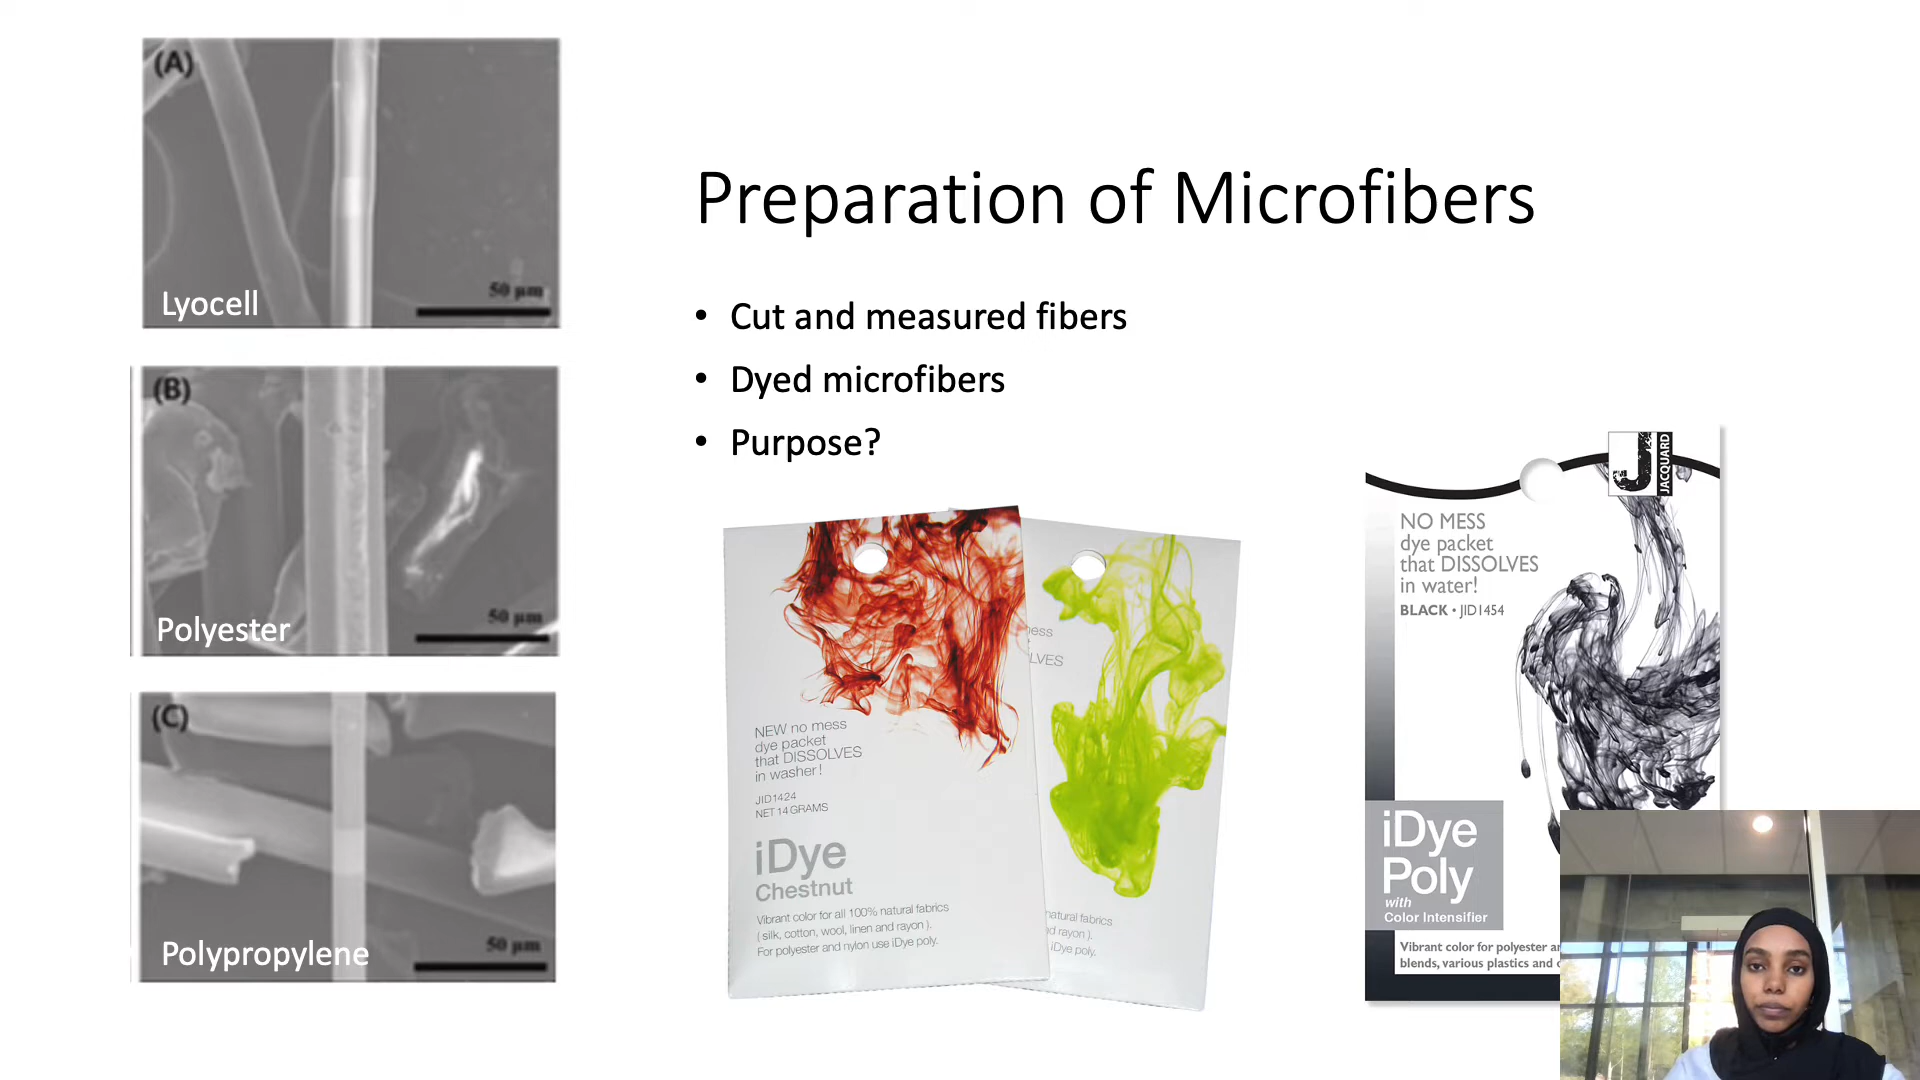 (A)
Lyocell
50 µm
(B)
Polyester
50 µm
(C)
Polypropylene
50 µm
Preparation of Microfibers
• Cut and measured fibers
• Dyed microfibers
• Purpose?
NEW no mess
dye packet
that DISSOLVES
in washer!
JID1424
NET 14 GRAMS
iDye
Chestnut
Vibrant color for all 100% natural fabrics
( silk, cotton, wool, linen and rayon ).
For polyester and nylon use iDye poly.
LVES
natural fabrics
nd rayon ).
iDye poly.
J
JACQUARD
NO MESS
dye packet
that DISSOLVES
in water!
BLACK • JID1454
iDye
Poly
with
Color Intensifier
Vibrant color for polyester
blends, various plastics and